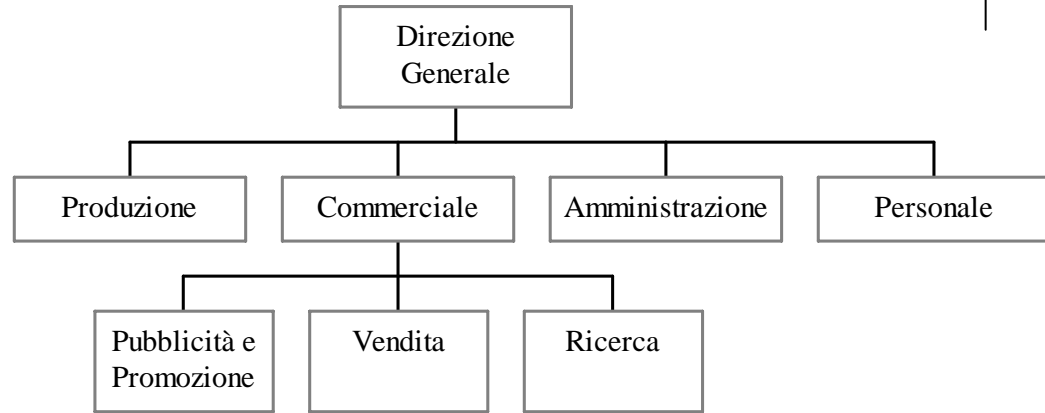 Direzione
Generale
Produzione
Commerciale
Amministrazione
Personale
Pubblicità e
Promozione
Vendita
Ricerca